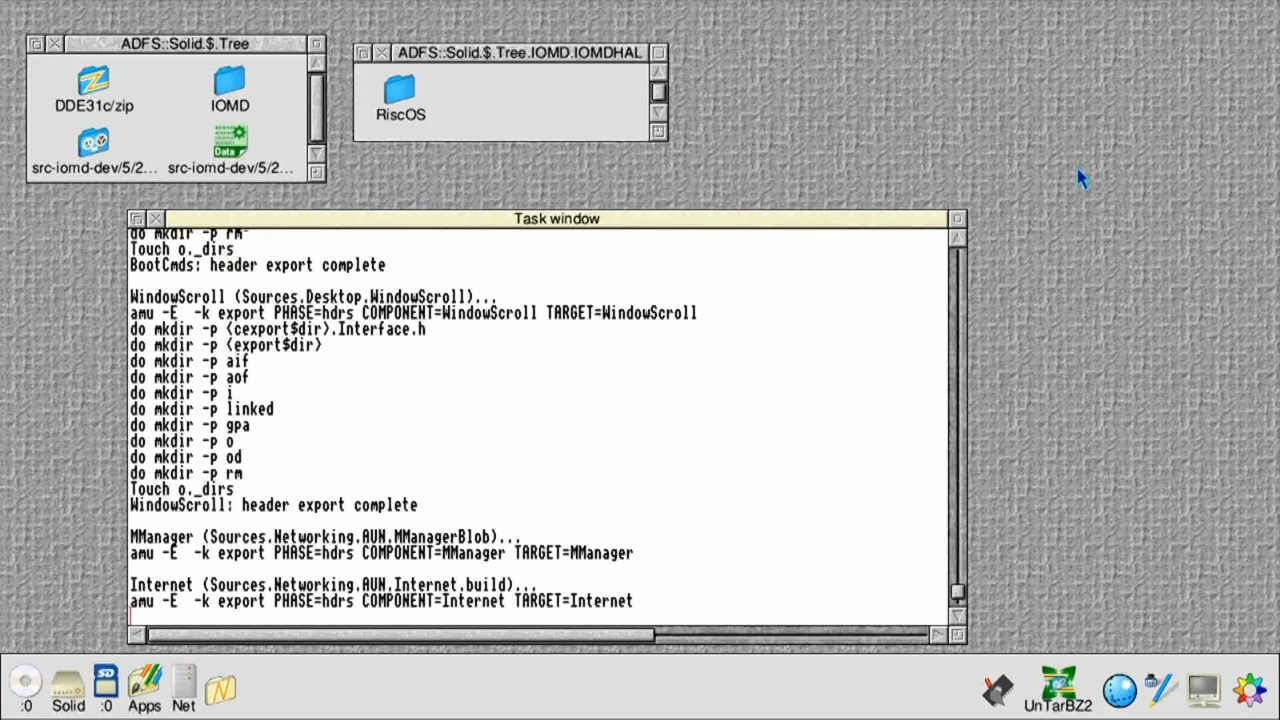 ADFS::Solid.$.Tree
DDE31c/zip
IOMD
src-iomd-dev/5/2...
Data
src-iomd-dev/5/2...
ADFS::Solid.$.Tree.IOMD.IOMDHAL
RiscOS
Task window
do mkdir -p rm
Touch o._dirs
BootCmds: header export complete
WindowScroll (Sources.Desktop.WindowScroll)...
amu -E  -k export PHASE=hdrs COMPONENT=WindowScroll TARGET=WindowScroll
do mkdir -p <cexport$dir>.Interface.h
do mkdir -p <export$dir>
do mkdir -p aif
do mkdir -p aof
do mkdir -p i
do mkdir -p linked
do mkdir -p gpa
do mkdir -p o
do mkdir -p od
do mkdir -p rm
Touch o._dirs
WindowScroll: header export complete
MManager (Sources.Networking.AUN.MManagerBlob)...
amu -E  -k export PHASE=hdrs COMPONENT=MManager TARGET=MManager
Internet (Sources.Networking.AUN.Internet.build)...
amu -E  -k export PHASE=hdrs COMPONENT=Internet TARGET=Internet
:0
Solid
SD
:0
Apps
Net
UnTarBZ2